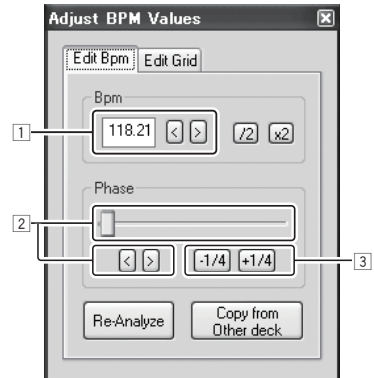 Adjust BPM Values
Edit Bpm Edit Grid
Bpm
1 118.21 < > /2 x2
Phase
2
< > -1/4 +1/4 3
Re-Analyze Copy from
Other deck